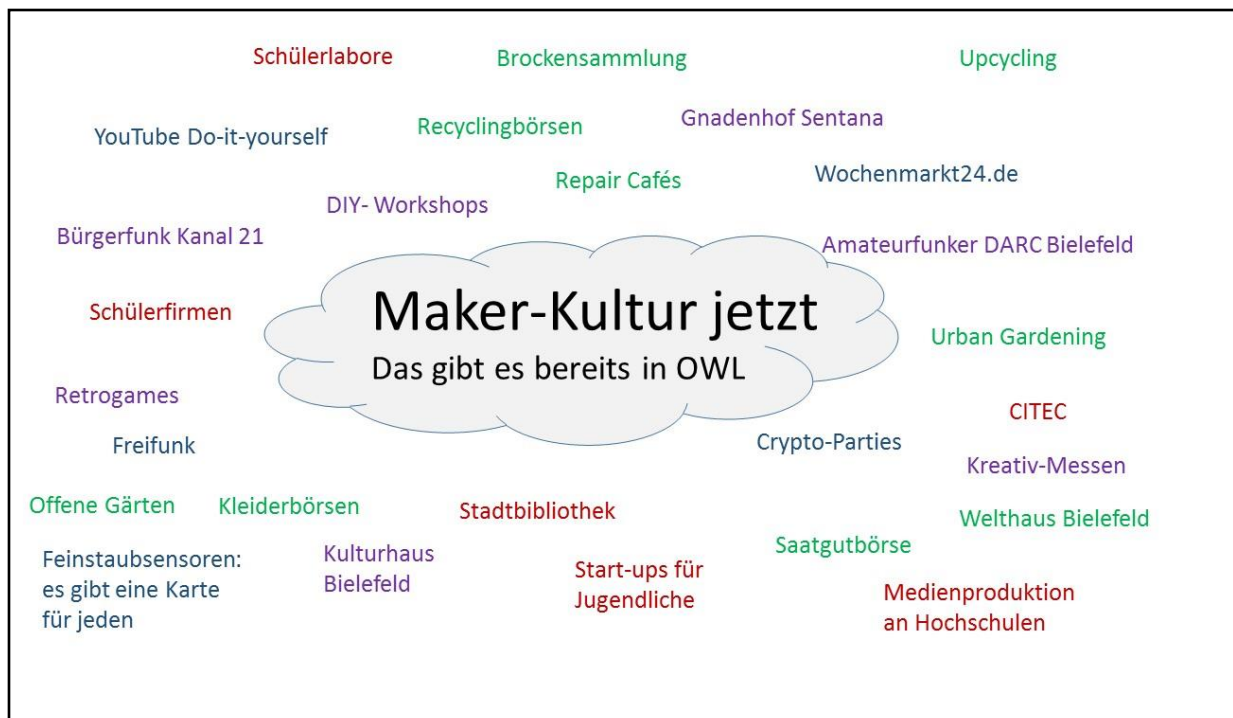 Schülerlabore
Brockensammlung
Upcycling
YouTube Do-it-yourself
Recyclingbörsen
Gnadenhof Sentana
Repair Cafés
Wochenmarkt24.de
DIY- Workshops
Bürgerfunk Kanal 21
Amateurfunker DARC Bielefeld
Schülerfirmen
Maker-Kultur jetzt
Das gibt es bereits in OWL
Urban Gardening
Retrogames
CITEC
Freifunk
Crypto-Parties
Kreativ-Messen
Offene Gärten
Kleiderbörsen
Stadtbibliothek
Welthaus Bielefeld
Saatgutbörse
Feinstaubsensoren:
es gibt eine Karte
für jeden
Kulturhaus
Bielefeld
Start-ups für
Jugendliche
Medienproduktion
an Hochschulen